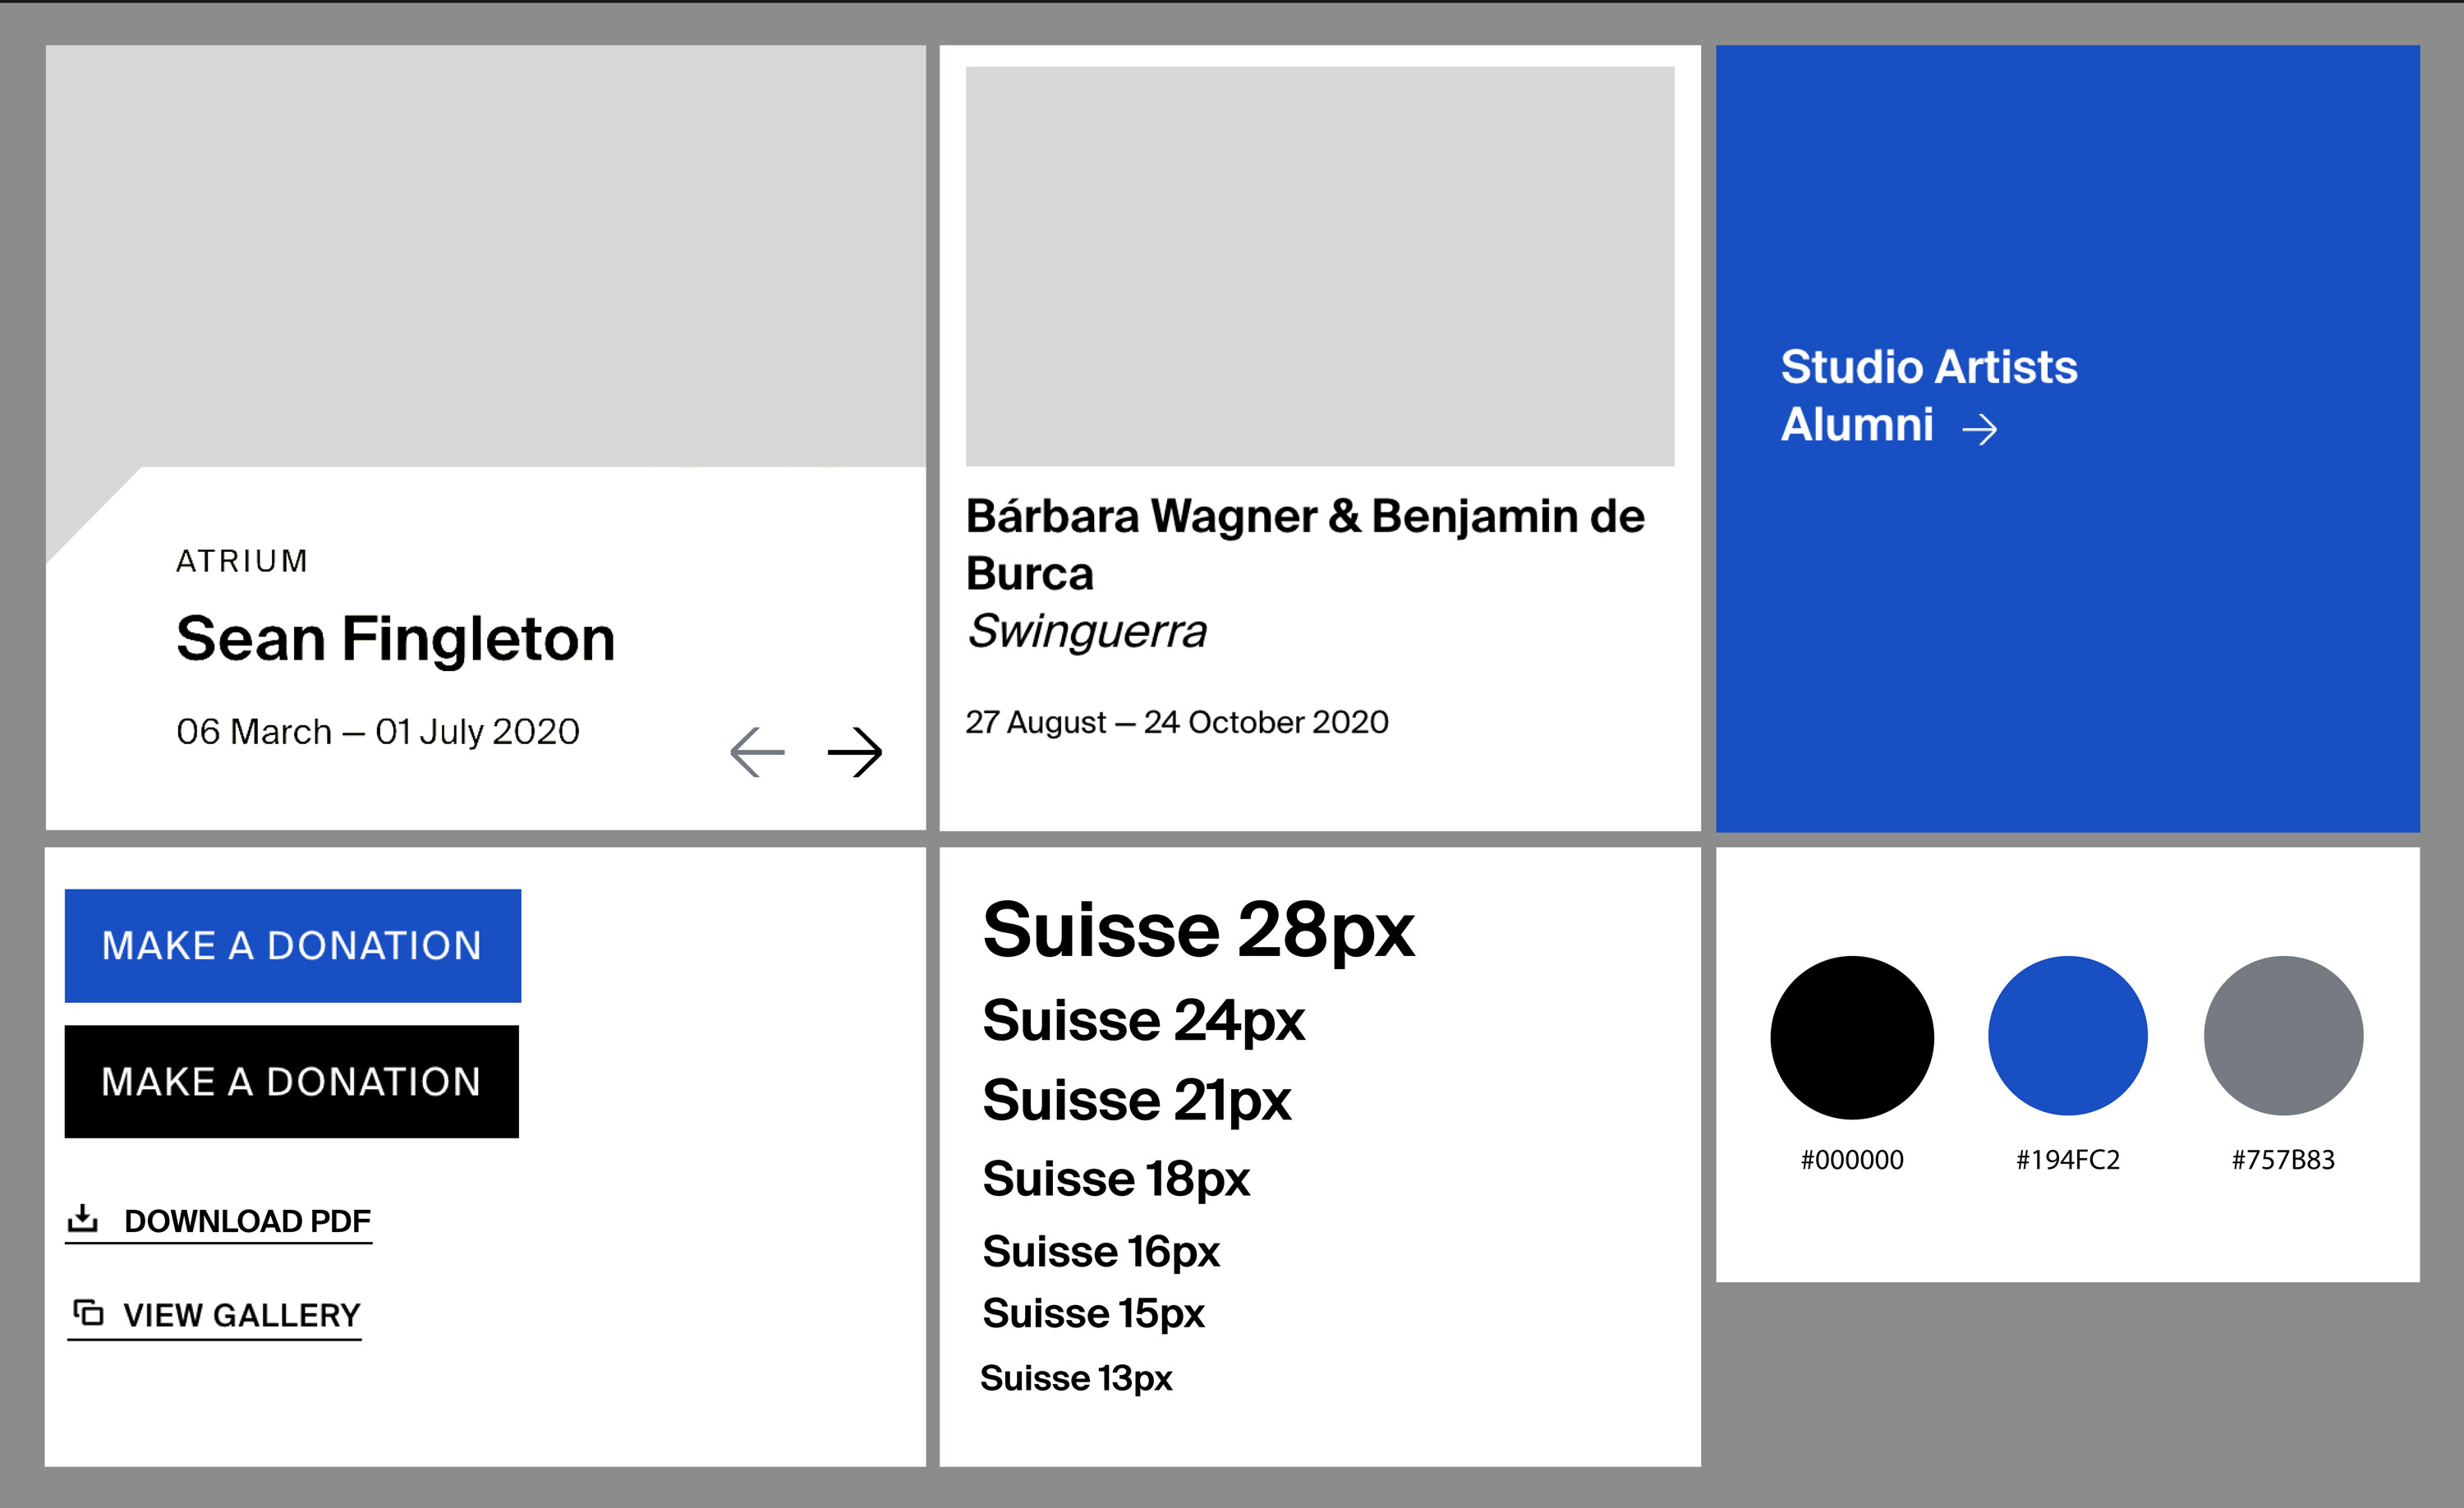 ATRIUM
Sean Fingleton
06 March — 01 July 2020
Bárbara Wagner & Benjamin de
Burca
Swinguerra
27 August — 24 October 2020
Studio Artists
Alumni
MAKE A DONATION
MAKE A DONATION
DOWNLOAD PDF
VIEW GALLERY
Suisse 28px
Suisse 24px
Suisse 21px
Suisse 18px
Suisse 16px
Suisse 15px
Suisse 13px
#000000
#194FC2
#757B83